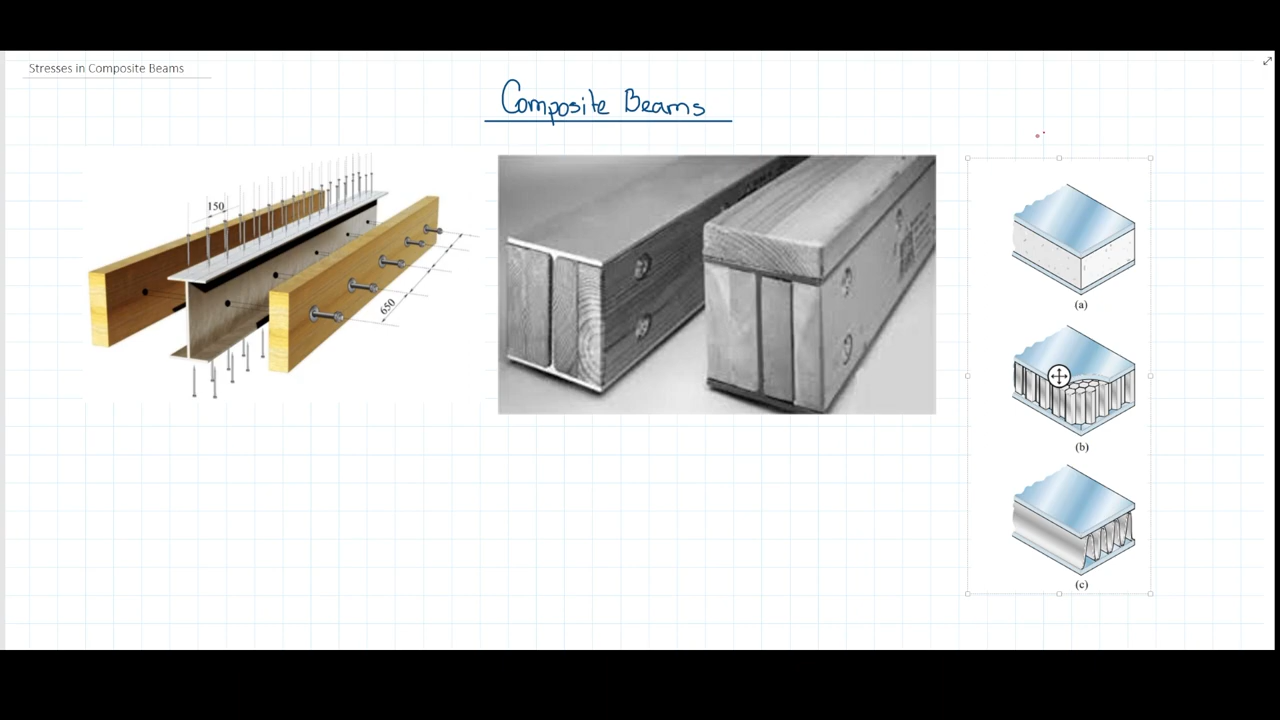 Stresses in Composite Beams
Composite Beams
150
650
(a)
(b)
(c)